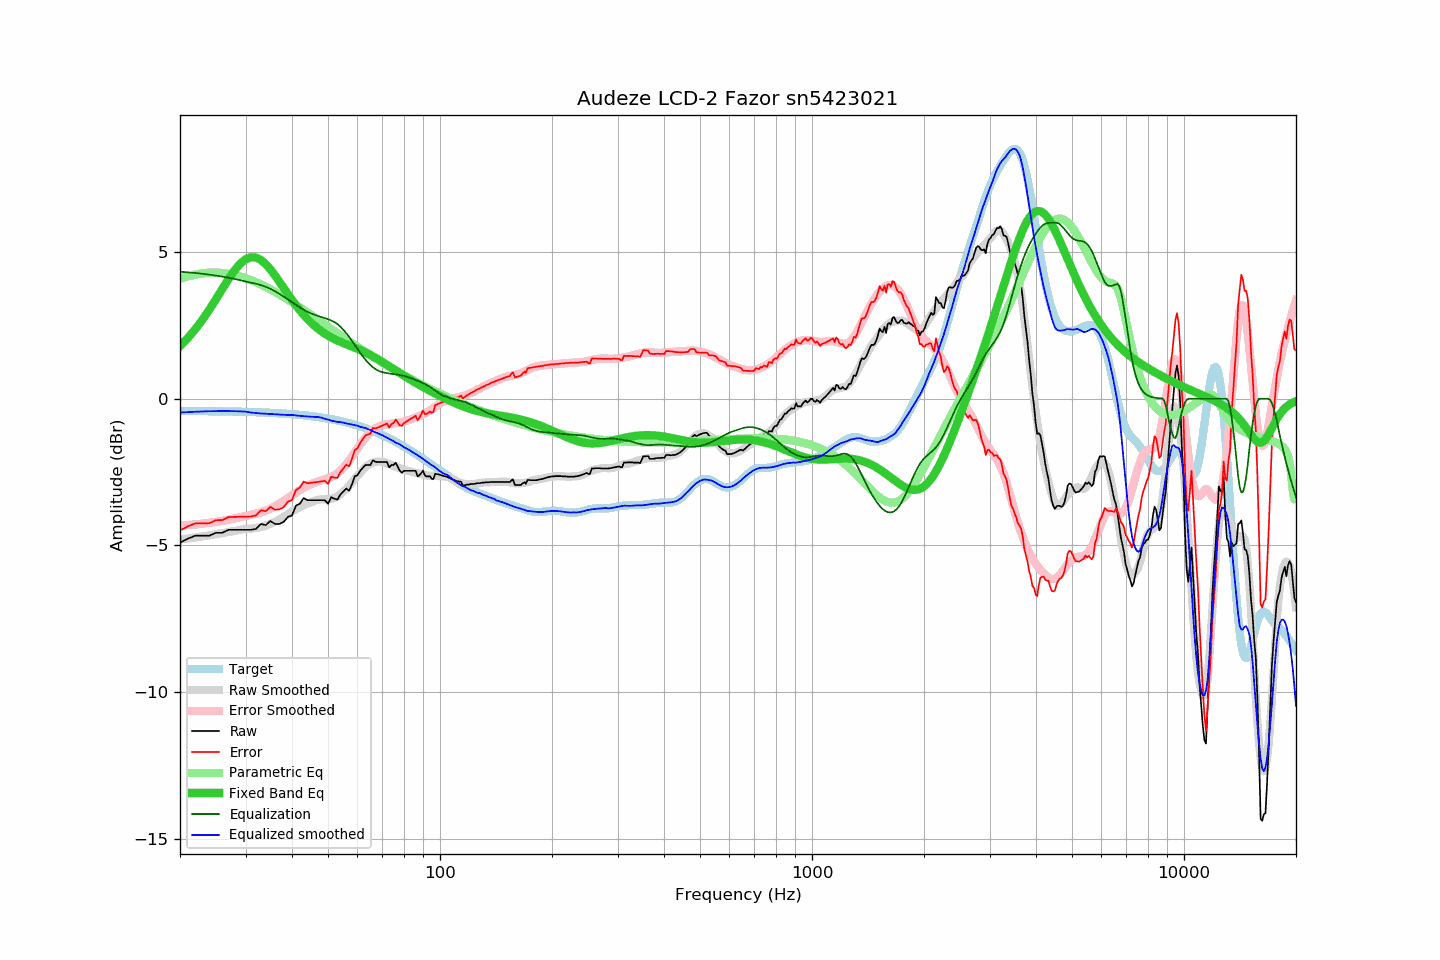 Audeze LCD-2 Fazor sn5423021
Amplitude (dBr)
5
0
−5
−10
−15
Target
Raw Smoothed
Error Smoothed
Raw
Error
Parametric Eq
Fixed Band Eq
Equalization
Equalized smoothed
100
1000
10000
Frequency (Hz)